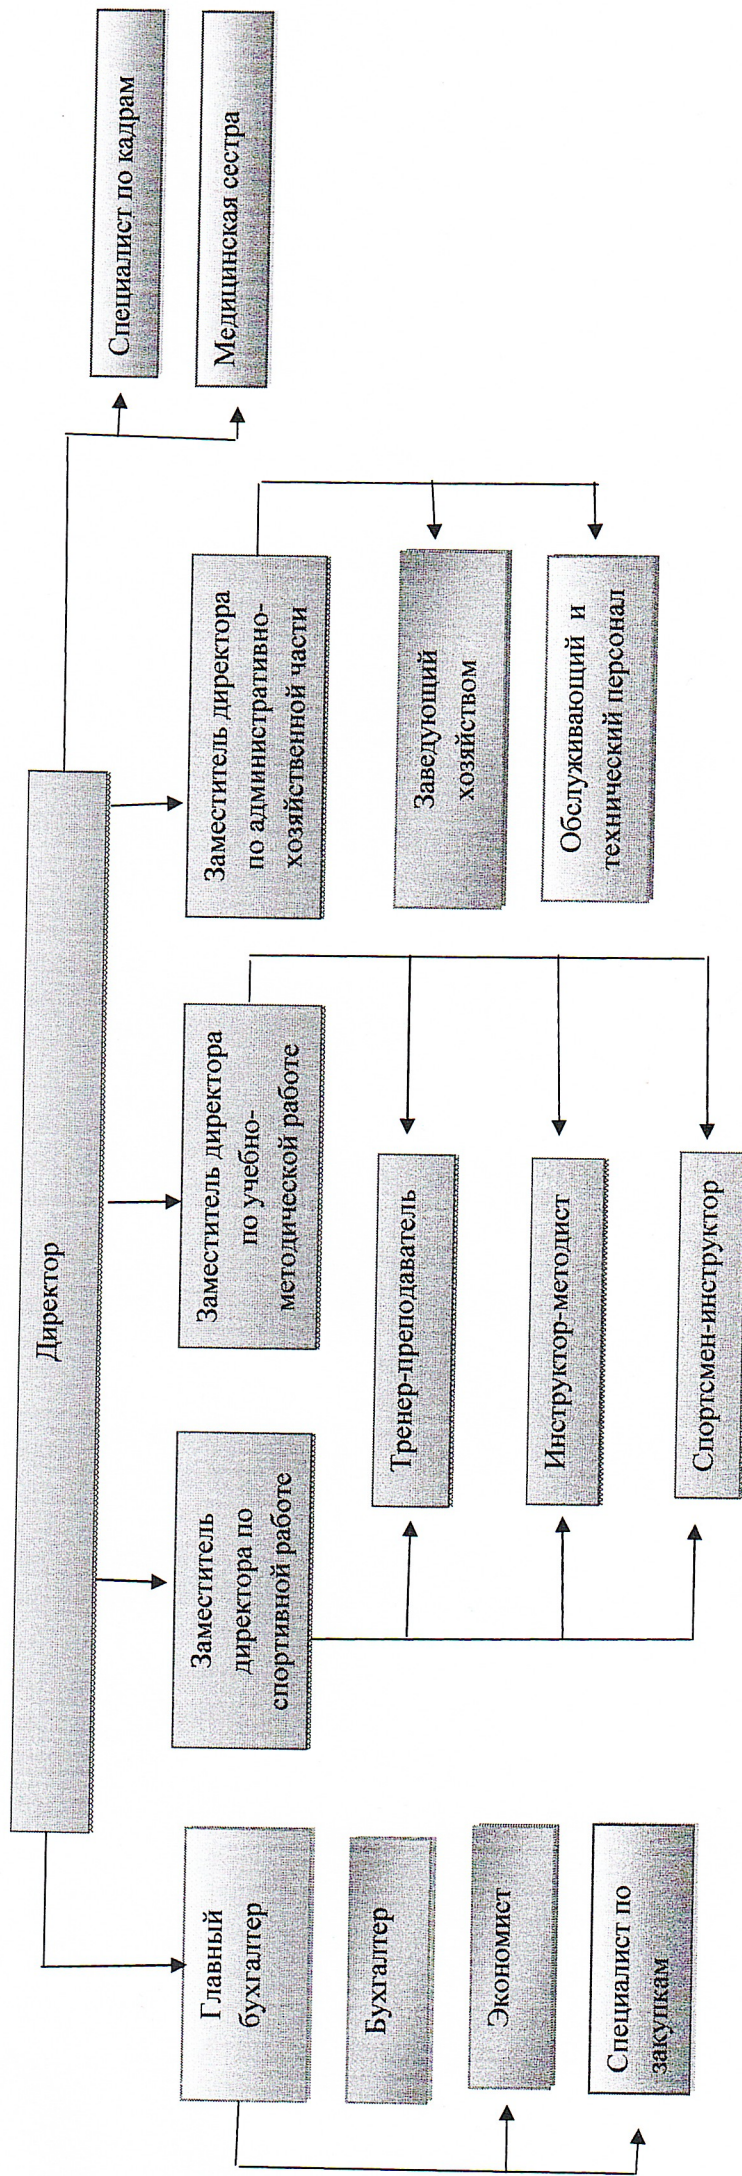 Директор
Главный
бухгалтер
Бухгалтер
Экономист
Специалист по
закупкам
Заместитель
директора по
спортивной работе
Заместитель директора
по учебно-
методической работе
Тренер-преподаватель
Инструктор-методист
Спортсмен-инструктор
Заместитель директора
по административно-
хозяйственной части
Заведующий
хозяйством
Обслуживающий и
технический персонал
Специалист по кадрам
Медицинская сестра